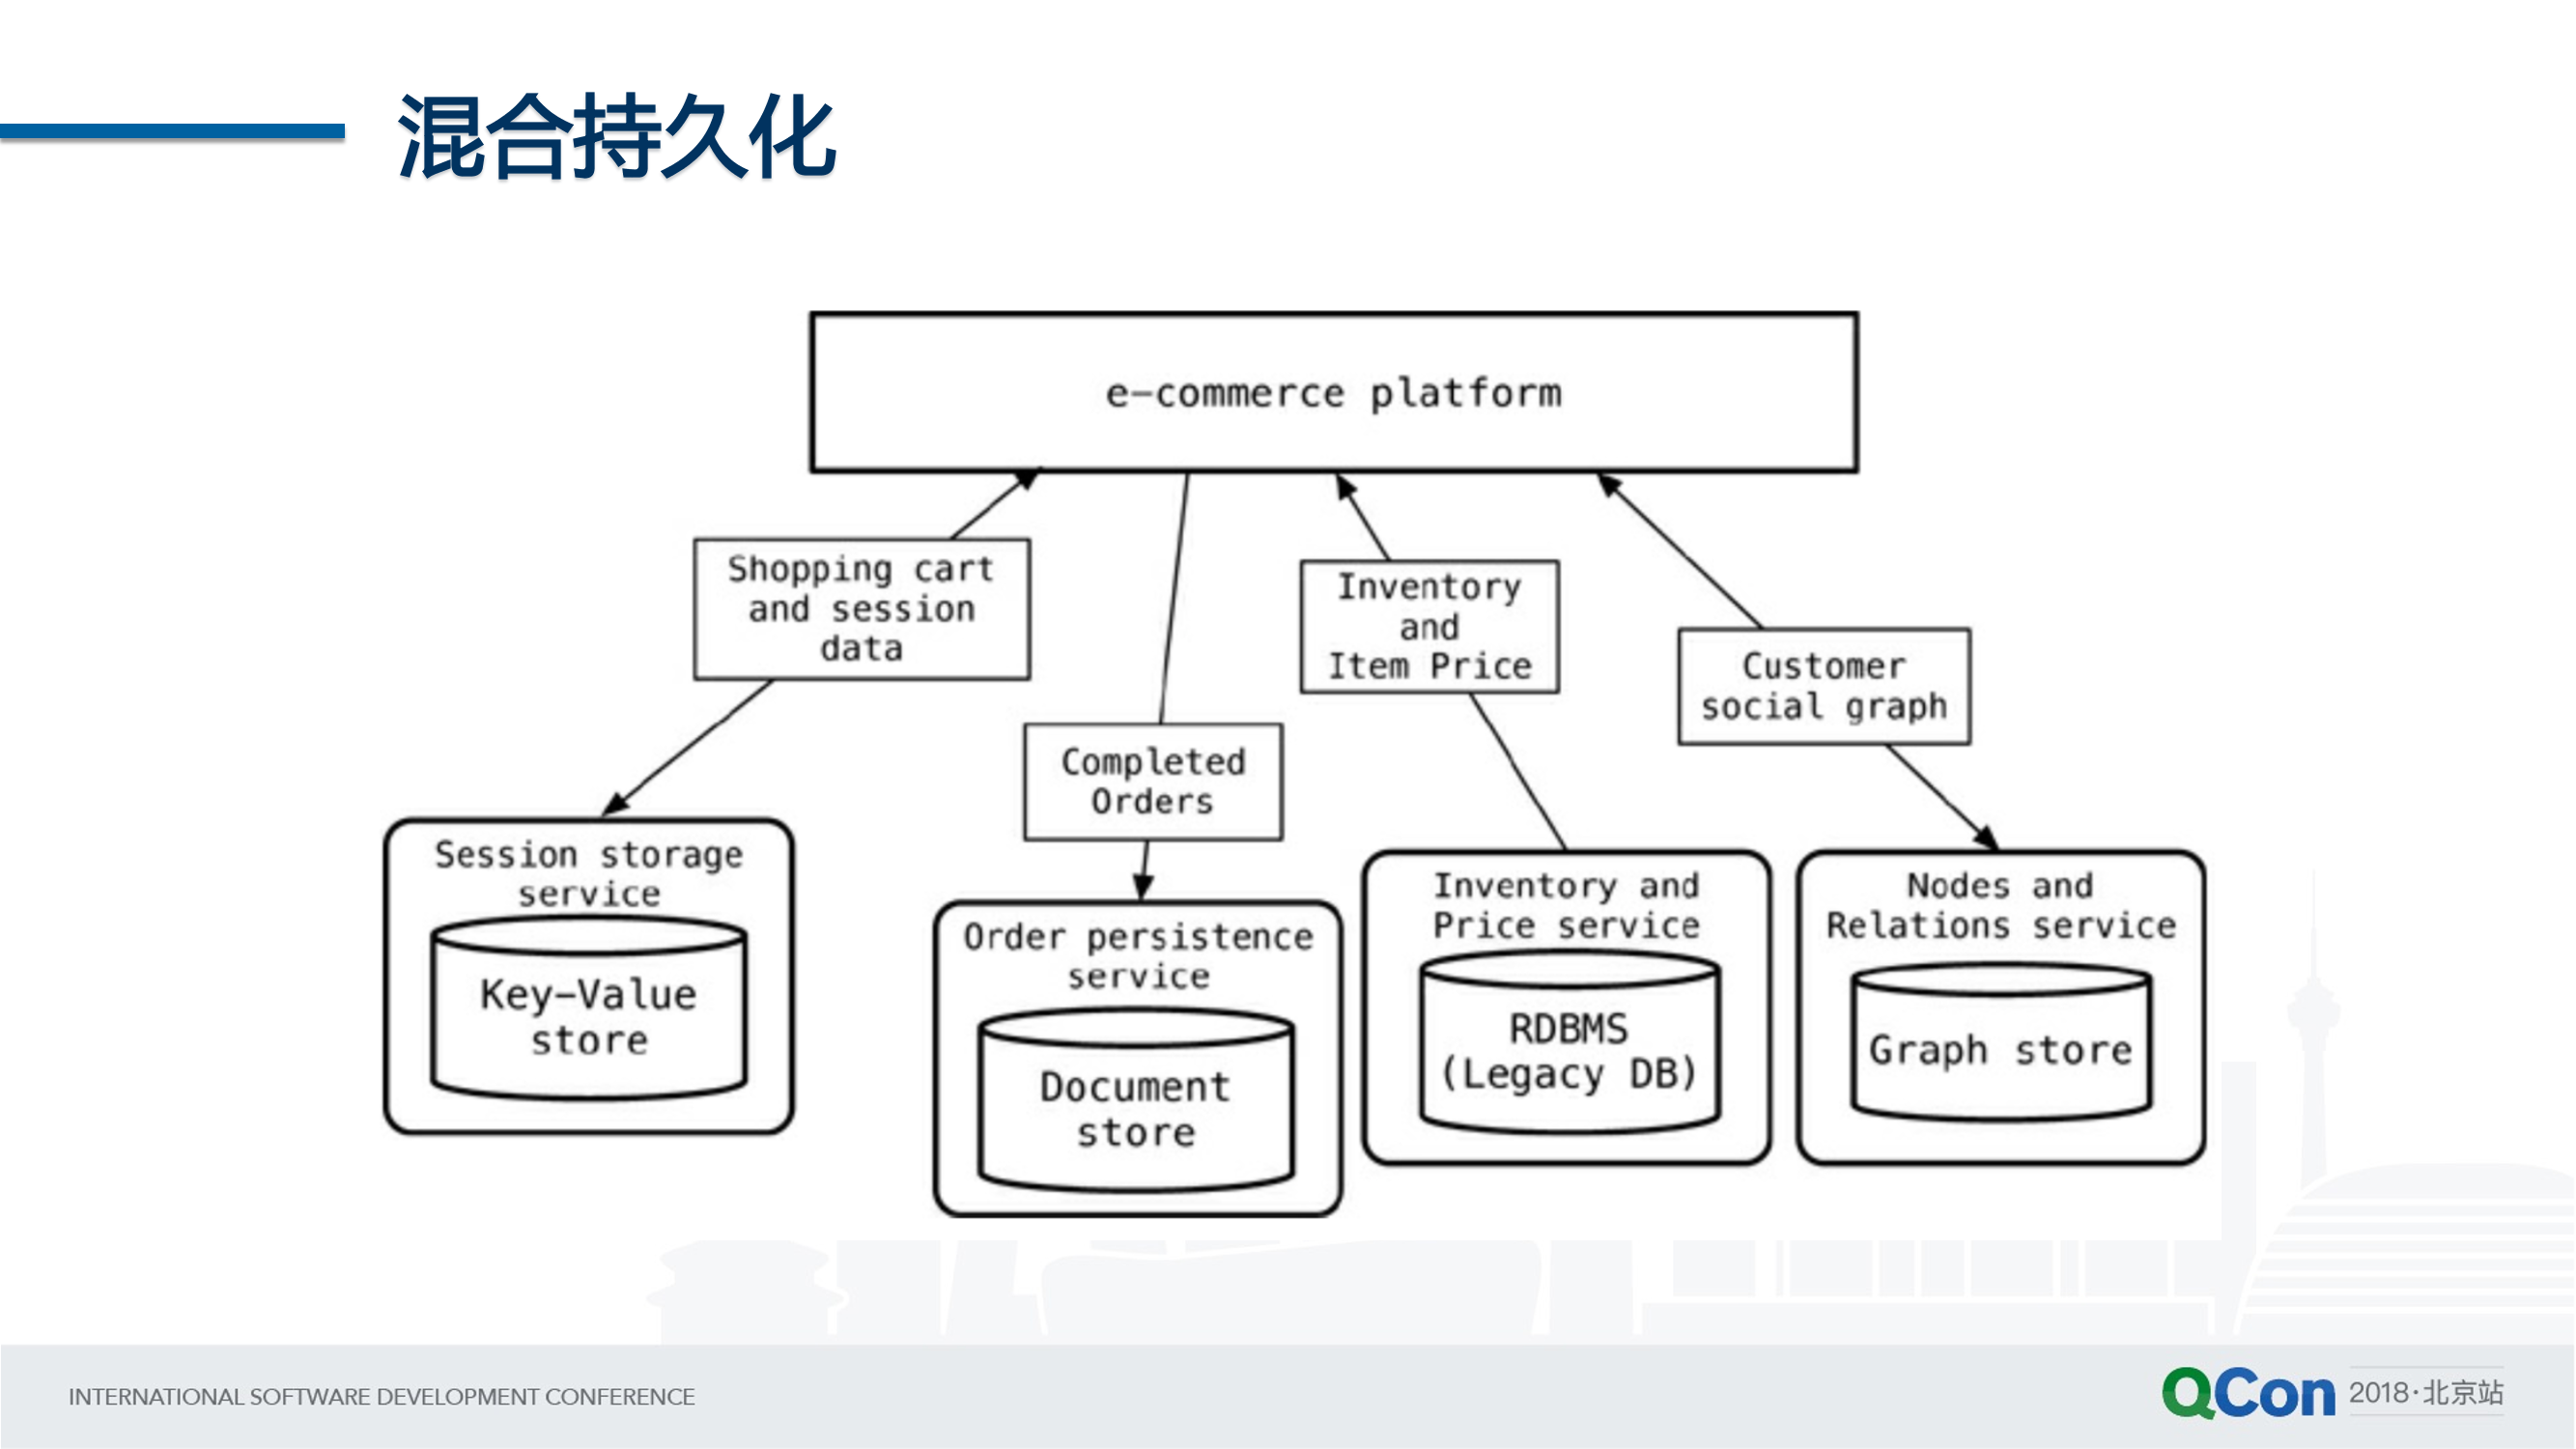 混合持久化
e-commerce platform
Shopping cart
and session
data
Completed
Orders
Inventory
and
Item Price
Customer
social graph
Session storage
service
Key-Value
store
Order persistence
service
Document
store
Inventory and
Price service
RDBMS
(Legacy DB)
Nodes and
Relations service
Graph store
INTERNATIONAL SOFTWARE DEVELOPMENT CONFERENCE
QCon 2018·北京站